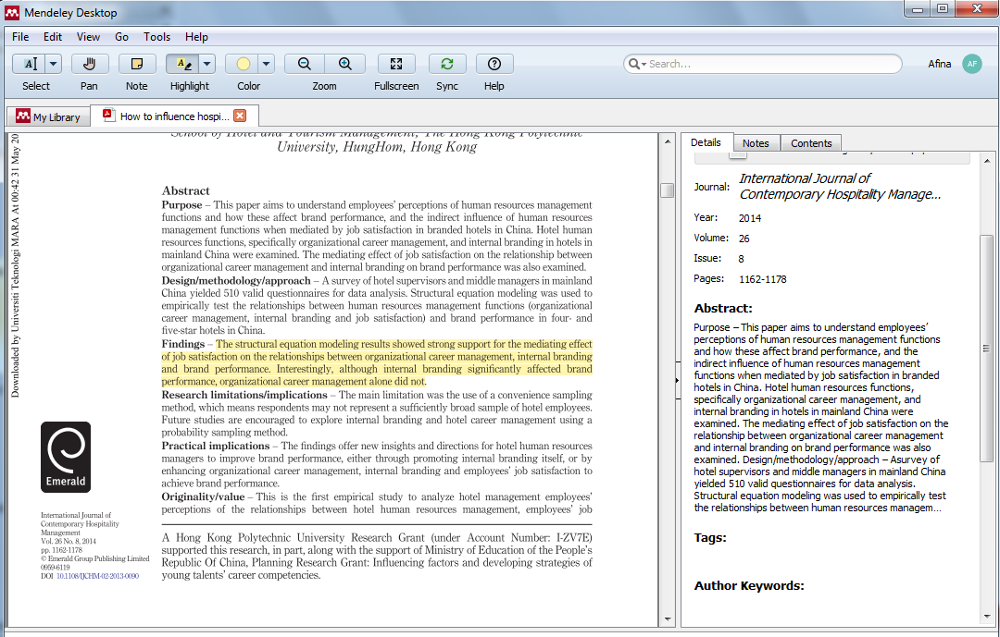 Mendeley Desktop
File Edit View Go Tools Help
Select Pan Note Highlight Color Zoom Fullscreen Sync Help
Search...
Afina AF
My Library
How to influence hospi...
Downloaded by Universiti Teknologi MARA At 00:42 31 May 20
School of Hotel and Tourism Management, The Hong Kong Polytechnic
University, HungHom, Hong Kong
Abstract
Purpose – This paper aims to understand employees' perceptions of human resources management
functions and how these affect brand performance, and the indirect influence of human resources
management functions when mediated by job satisfaction in branded hotels in China. Hotel human
resources functions, specifically organizational career management, and internal branding in hotels in
mainland China were examined. The mediating effect of job satisfaction on the relationship between
organizational career management and internal branding on brand performance was also examined.
Design/methodology/approach – A survey of hotel supervisors and middle managers in mainland
China yielded 510 valid questionnaires for data analysis. Structural equation modeling was used to
empirically test the relationships between human resources management functions (organizational
career management, internal branding and job satisfaction) and brand performance in four- and
five-star hotels in China.
Findings – The structural equation modeling results showed strong support for the mediating effect
of job satisfaction on the relationships between organizational career management, internal branding
and brand performance. Interestingly, although internal branding significantly affected brand
performance, organizational career management alone did not.
Research limitations/implications – The main limitation was the use of a convenience sampling
method, which means respondents may not represent a sufficiently broad sample of hotel employees.
Future studies are encouraged to explore internal branding and hotel career management using a
probability sampling method.
Practical implications – The findings offer new insights and directions for hotel human resources
managers to improve brand performance, either through promoting internal branding itself, or by
enhancing organizational career management, internal branding and employees' job satisfaction to
achieve brand performance.
Originality/value – This is the first empirical study to analyze hotel management employees'
perceptions of the relationships between hotel human resources management, employees' job
A Hong Kong Polytechnic University Research Grant (under Account Number: I-ZV7E)
supported this research, in part, along with the support of Ministry of Education of the People's
Republic Of China, Planning Research Grant: Influencing factors and developing strategies of
young talents' career competencies.
Emerald
International Journal of
Contemporary Hospitality
Management
Vol. 26 No. 8, 2014
pp. 1162-1178
© Emerald Group Publishing Limited
0959-6119
DOI 10.1108/IJCHM-02-2013-0090
Details Notes Contents
Journal: International Journal of
Contemporary Hospitality Manage...
Year: 2014
Volume: 26
Issue: 8
Pages: 1162-1178
Abstract:
Purpose – This paper aims to understand employees'
perceptions of human resources management functions
and how these affect brand performance, and the
indirect influence of human resources management
functions when mediated by job satisfaction in branded
hotels in China. Hotel human resources functions,
specifically organizational career management, and
internal branding in hotels in mainland China were
examined. The mediating effect of job satisfaction on the
relationship between organizational career management
and internal branding on brand performance was also
examined. Design/methodology/approach – Asurvey of
hotel supervisors and middle managers in mainland China
yielded 510 valid questionnaires for data analysis.
Structural equation modeling was used to empirically test
the relationships between human resources managem...
Tags:
Author Keywords: